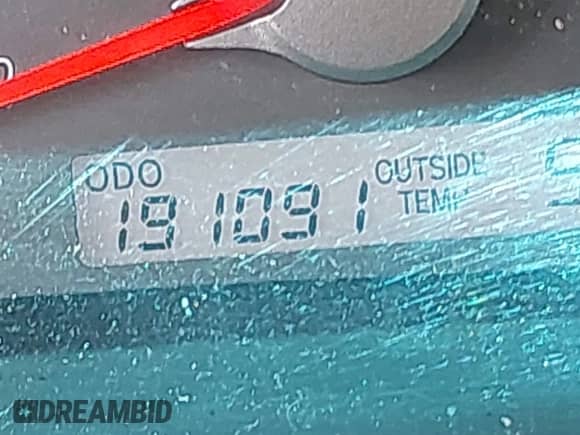 ODO
191091
OUTSIDE
TEMP
DREAMBID